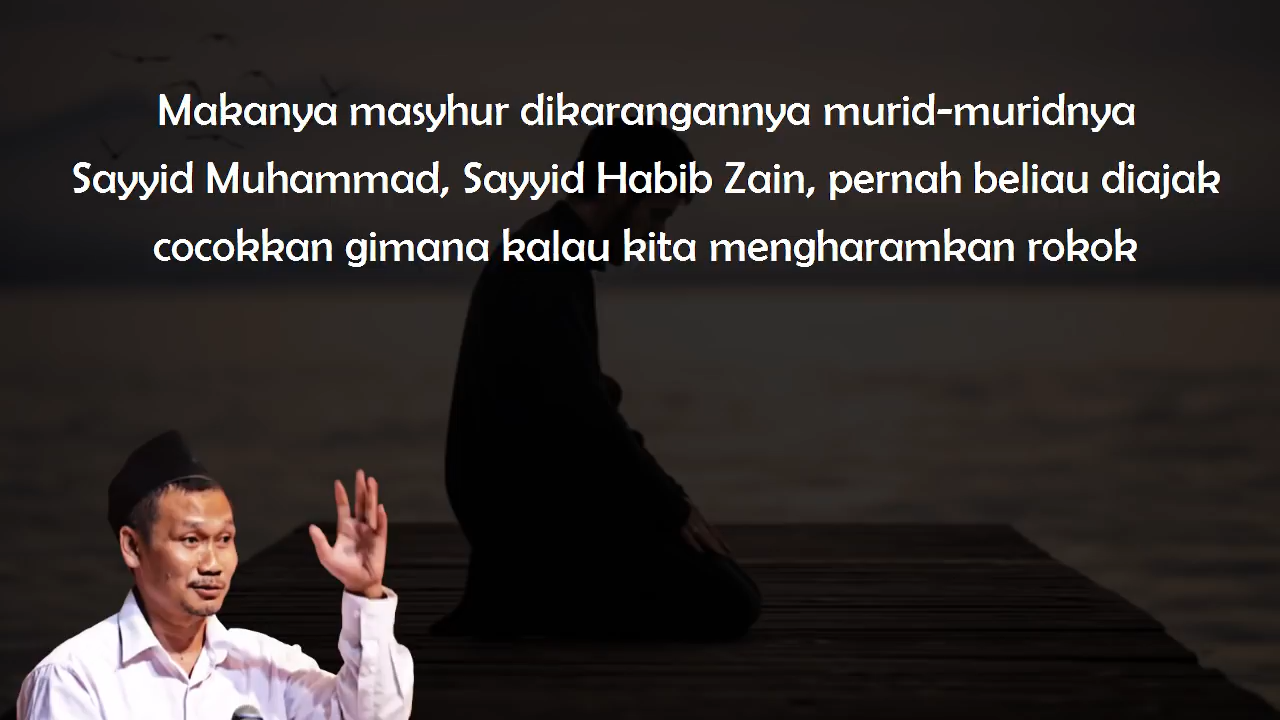 Makanya masyhur dikarangannya murid-muridnya
Sayyid Muhammad, Sayyid Habib Zain, pernah beliau diajak
cocokkan gimana kalau kita mengharamkan rokok